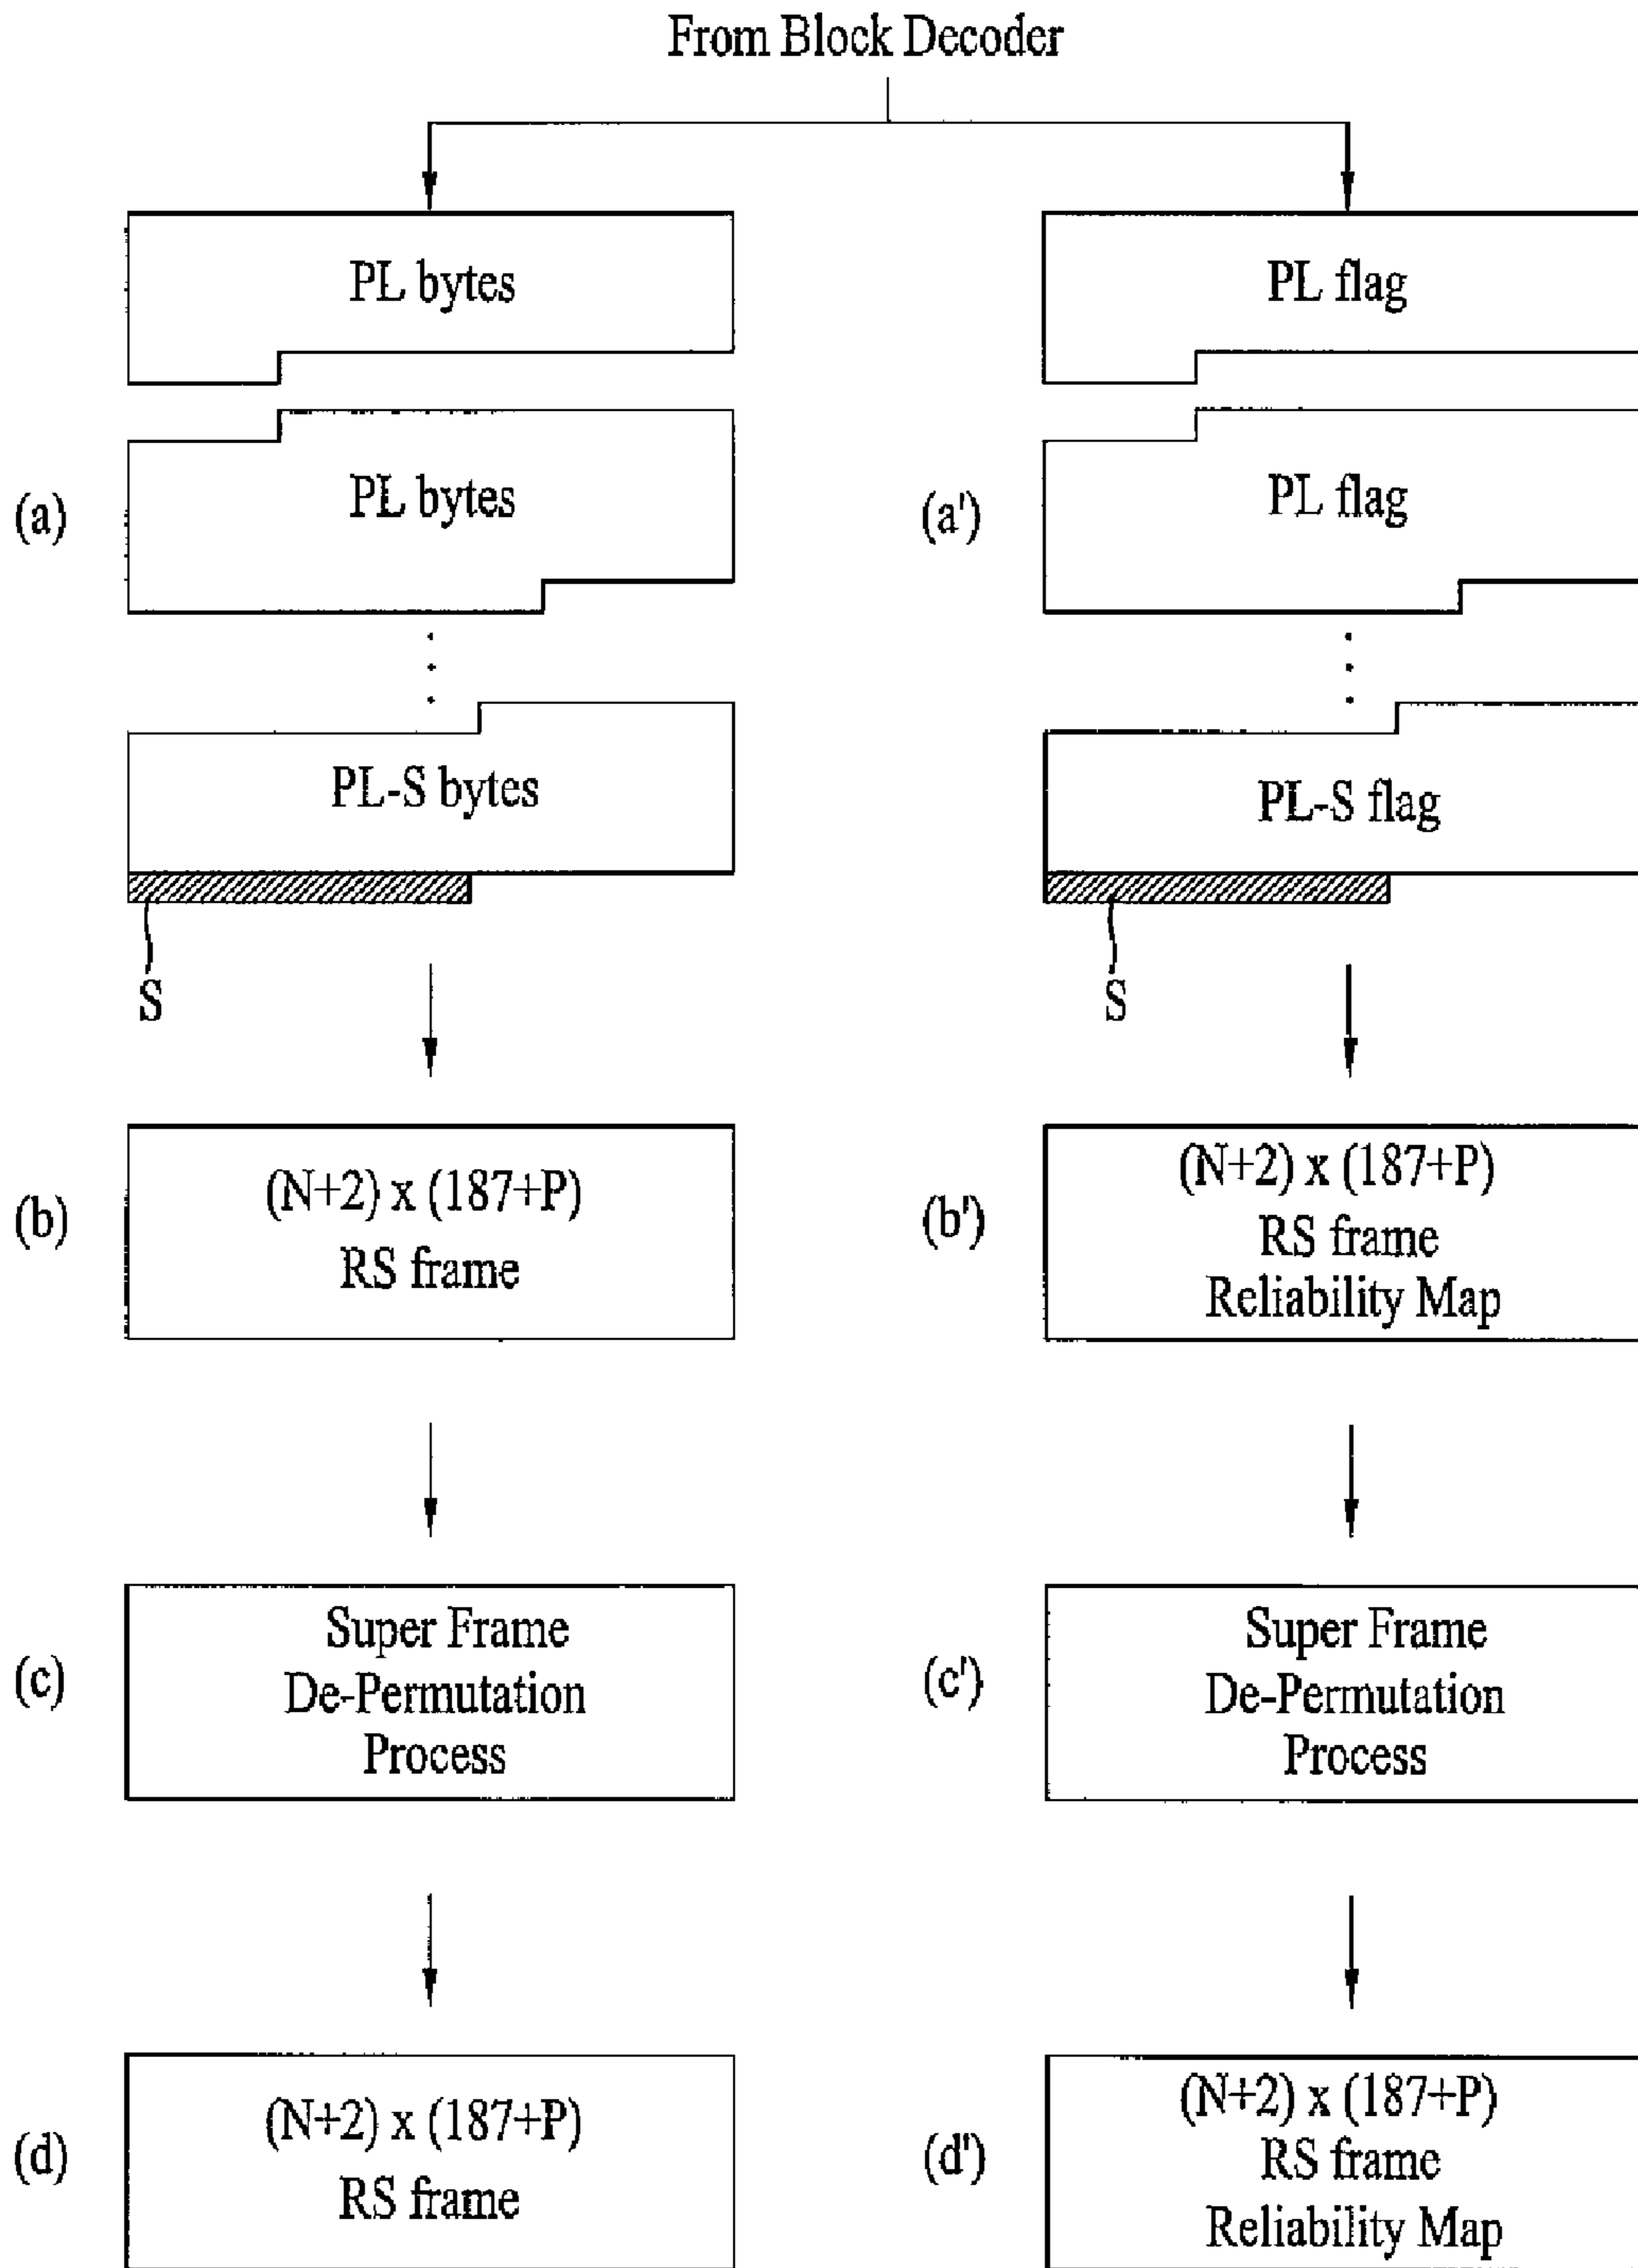 From Block Decoder
PL bytes
PL flag
PL bytes
PL flag
(a)
(a')
PL-S bytes
PL-S flag
S
S
(b)
(N+2) x (187+P)
RS frame
(b')
(N+2) x (187+P)
RS frame
Reliability Map
(c)
Super Frame
De-Permutation
Process
(c')
Super Frame
De-Permutation
Process
(d)
(N+2) x (187+P)
RS frame
(d')
(N+2) x (187+P)
RS frame
Reliability Map